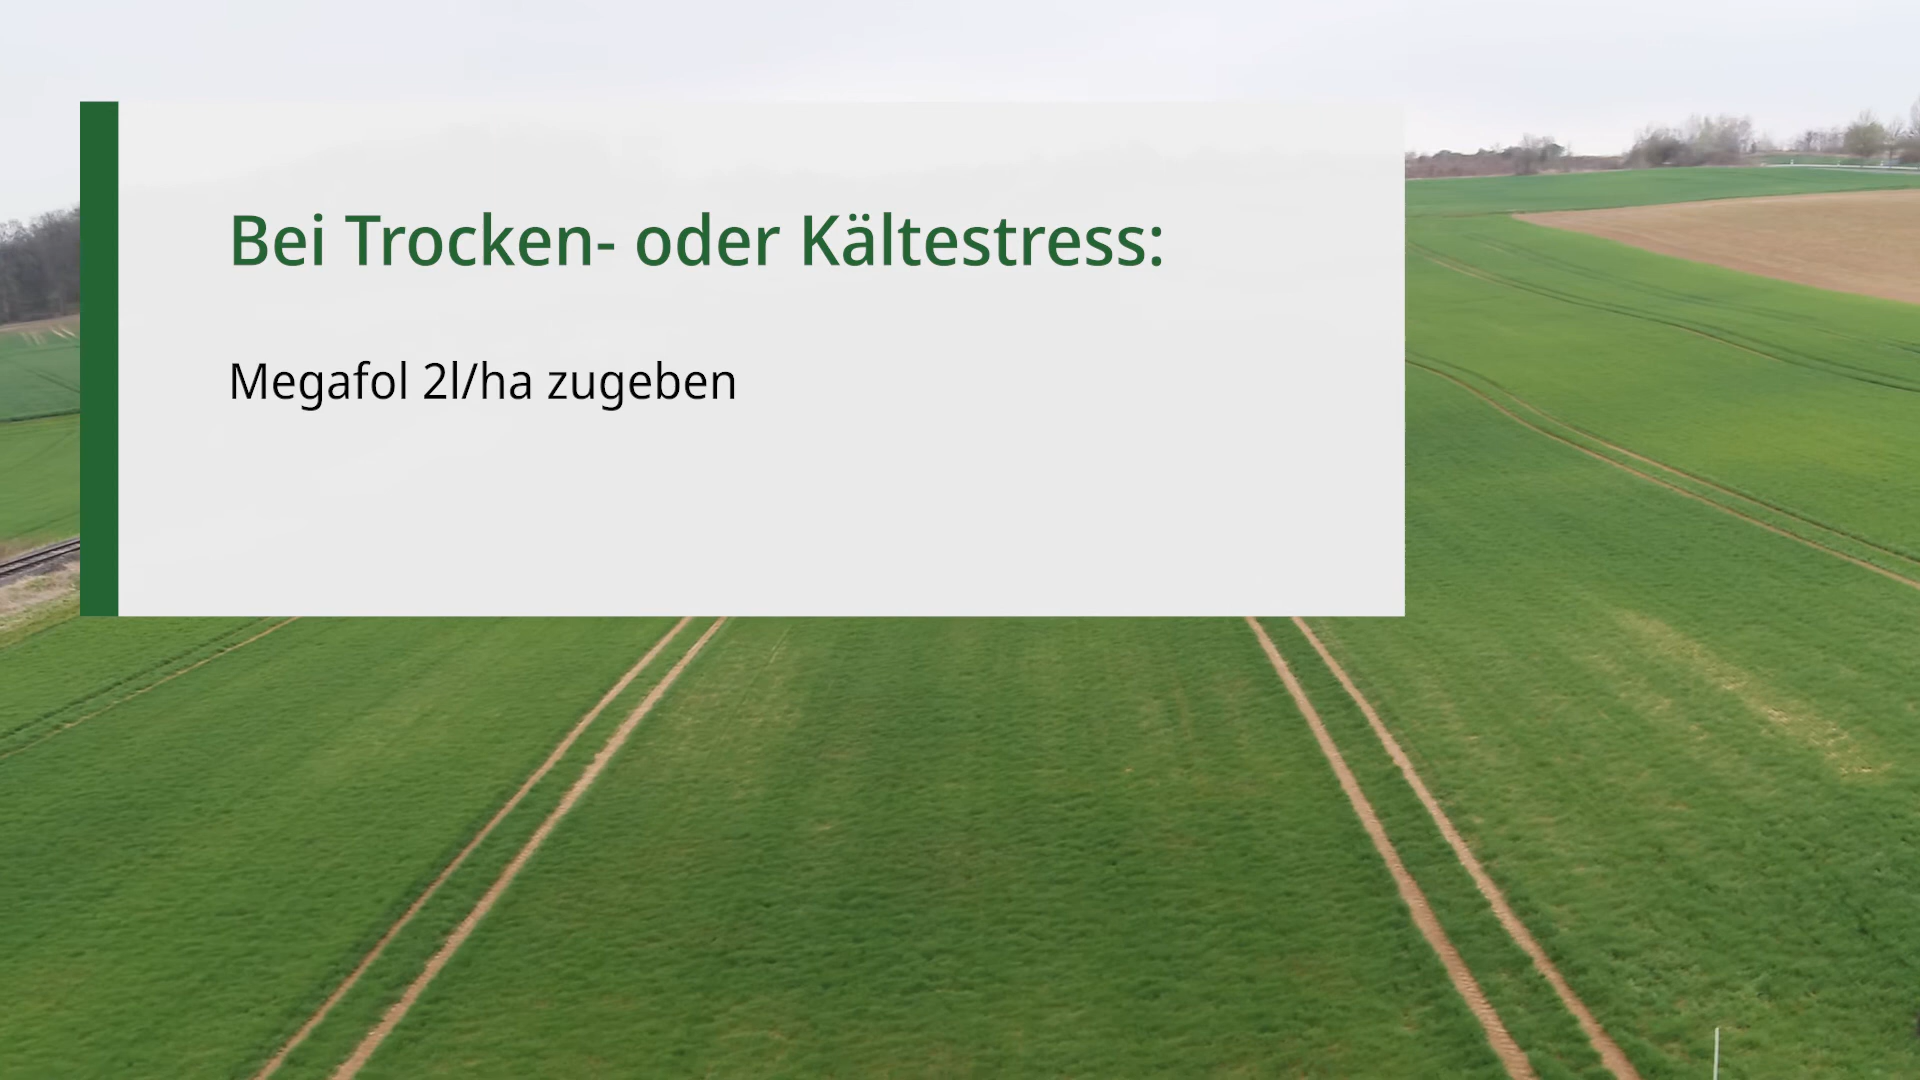 Bei Trocken- oder Kältestress:
Megafol 2l/ha zugeben